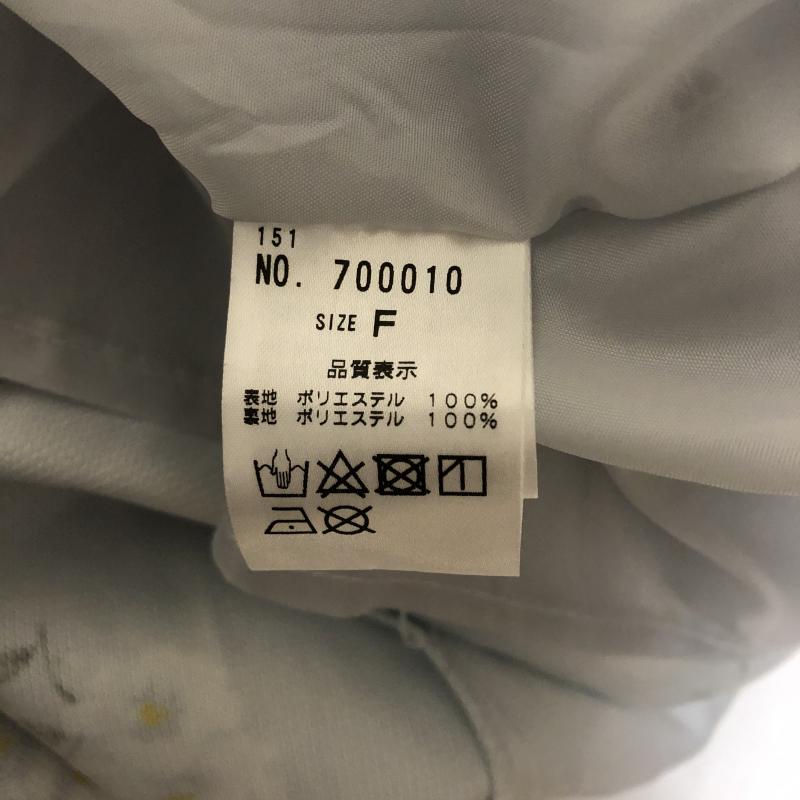 151
NO. 700010
SIZE F
品質表示
表地 ポリエステル 100%
裏地 ポリエステル 100%